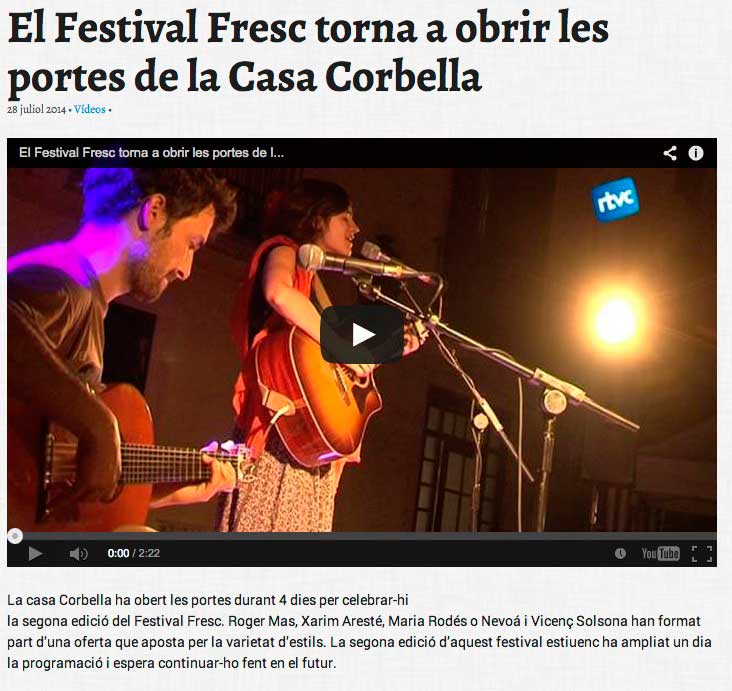 El Festival Fresc torna a obrir les
portes de la Casa Corbella
28 juliol 2014 • Vídeos •
El Festival Fresc torna a obrir les portes de l...
rtvc
0:00 / 2:22
YouTube
La casa Corbella ha obert les portes durant 4 dies per celebrar-hi
la segona edició del Festival Fresc. Roger Mas, Xarim Aresté, Maria Rodés o Nevoá i Vicenç Solsona han format
part d'una oferta que aposta per la varietat d'estils. La segona edició d'aquest festival estiuenc ha ampliat un dia
la programació i espera continuar-ho fent en el futur.